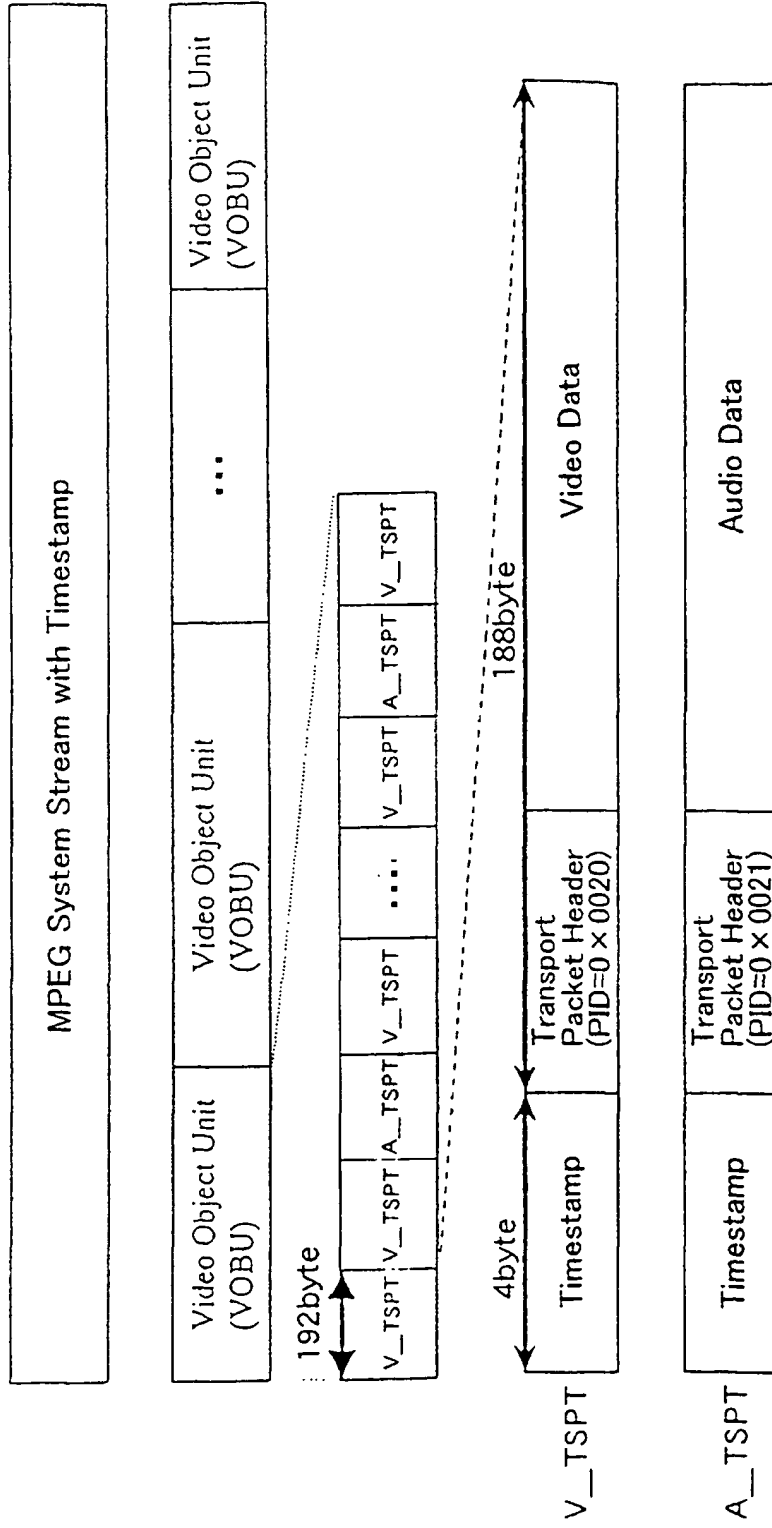 MPEG System Stream with Timestamp
Video Object Unit
(VOBU)
Video Object Unit
(VOBU)
...
Video Object Unit
(VOBU)
192byte
V_TSPT
V_TSPT
A_TSPT
V_TSPT
....
V_TSPT
A_TSPT
V_TSPT
4byte
188byte
V_TSPT
Timestamp
Transport
Packet Header
(PID=0×0020)
Video Data
A_TSPT
Timestamp
Transport
Packet Header
(PID=0×0021)
Audio Data